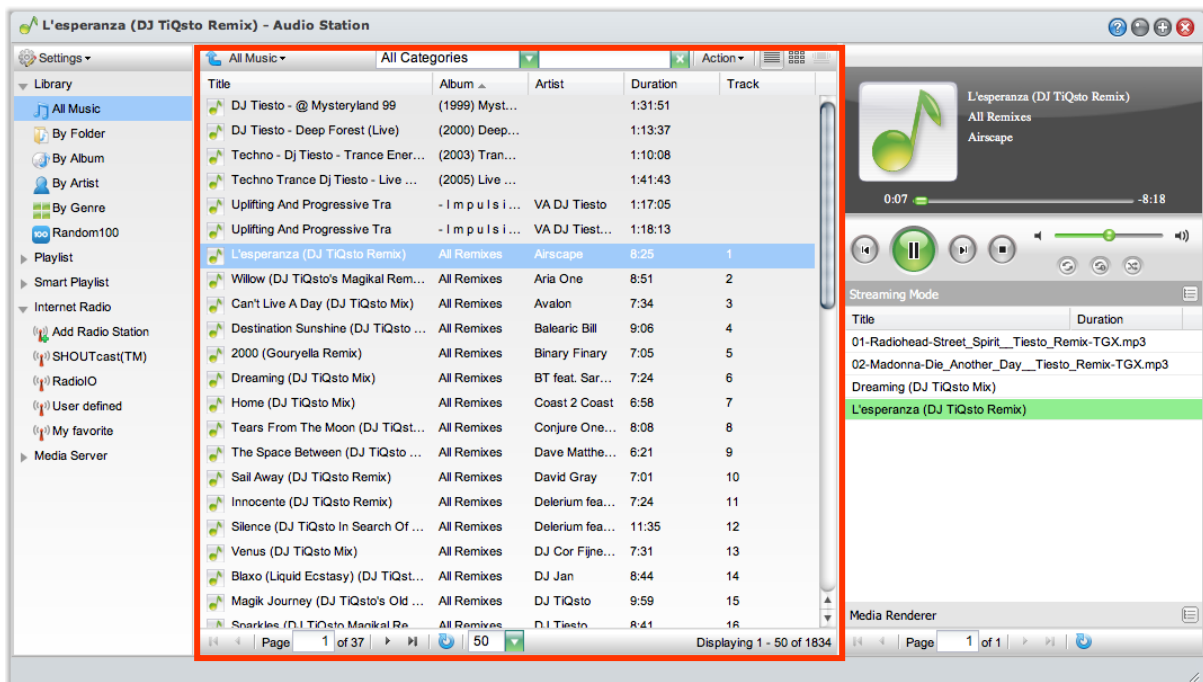 L'esperanza (DJ TiQsto Remix) - Audio Station
Settings
Library
All Music
By Folder
By Album
By Artist
By Genre
100 Random100
Playlist
Smart Playlist
Internet Radio
Add Radio Station
SHOUTcast(TM)
RadioIO
User defined
My favorite
Media Server
All Music All Categories Action
Title Album Artist Duration Track
DJ Tiesto - @ Mysteryland 99 (1999) Myst... 1:31:51
DJ Tiesto - Deep Forest (Live) (2000) Deep... 1:13:37
Techno - Dj Tiesto - Trance Ener... (2003) Tran... 1:10:08
Techno Trance Dj Tiesto - Live ... (2005) Live ... 1:41:43
Uplifting And Progressive Tra - I m p u l s i ... VA DJ Tiesto 1:17:05
Uplifting And Progressive Tra - I m p u l s i ... VA DJ Tiest... 1:18:13
L'esperanza (DJ TiQsto Remix) All Remixes Airscape 8:25 1
Willow (DJ TiQsto's Magikal Rem... All Remixes Aria One 8:51 2
Can't Live A Day (DJ TiQsto Mix) All Remixes Avalon 7:34 3
Destination Sunshine (DJ TiQsto ... All Remixes Balearic Bill 9:06 4
2000 (Gouryella Remix) All Remixes Binary Finary 7:05 5
Dreaming (DJ TiQsto Mix) All Remixes BT feat. Sar... 7:24 6
Home (DJ TiQsto Mix) All Remixes Coast 2 Coast 6:58 7
Tears From The Moon (DJ TiQst... All Remixes Conjure One... 8:08 8
The Space Between (DJ TiQsto ... All Remixes Dave Matthe... 6:21 9
Sail Away (DJ TiQsto Remix) All Remixes David Gray 7:01 10
Innocente (DJ TiQsto Remix) All Remixes Delerium fea... 7:24 11
Silence (DJ TiQsto In Search Of ... All Remixes Delerium fea... 11:35 12
Venus (DJ TiQsto Mix) All Remixes DJ Cor Fijne... 7:31 13
Blaxo (Liquid Ecstasy) (DJ TiQst... All Remixes DJ Jan 8:44 14
Magik Journey (DJ TiQsto's Old ... All Remixes DJ TiQsto 9:59 15
Sparkles (DJ TiQsto Magikal Re... All Remixes DJ Tiesto 8:41 16
Page 1 of 37 50 Displaying 1 - 50 of 1834
L'esperanza (DJ TiQsto Remix)
All Remixes
Airscape
0:07 -8:18
Streaming Mode
Title Duration
01-Radiohead-Street_Spirit__Tiesto_Remix-TGX.mp3
02-Madonna-Die_Another_Day__Tiesto_Remix-TGX.mp3
Dreaming (DJ TiQsto Mix)
L'esperanza (DJ TiQsto Remix)
Media Renderer
Page 1 of 1